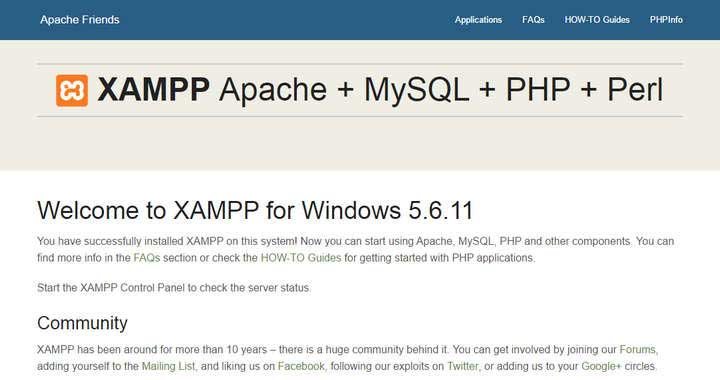 Apache Friends Applications FAQs HOW-TO Guides PHPInfo
XAMPP Apache + MySQL + PHP + Perl
Welcome to XAMPP for Windows 5.6.11
You have successfully installed XAMPP on this system! Now you can start using Apache, MySQL, PHP and other components. You can
find more info in the FAQs section or check the HOW-TO Guides for getting started with PHP applications.
Start the XAMPP Control Panel to check the server status.
Community
XAMPP has been around for more than 10 years – there is a huge community behind it. You can get involved by joining our Forums,
adding yourself to the Mailing List, and liking us on Facebook, following our exploits on Twitter, or adding us to your Google+ circles.